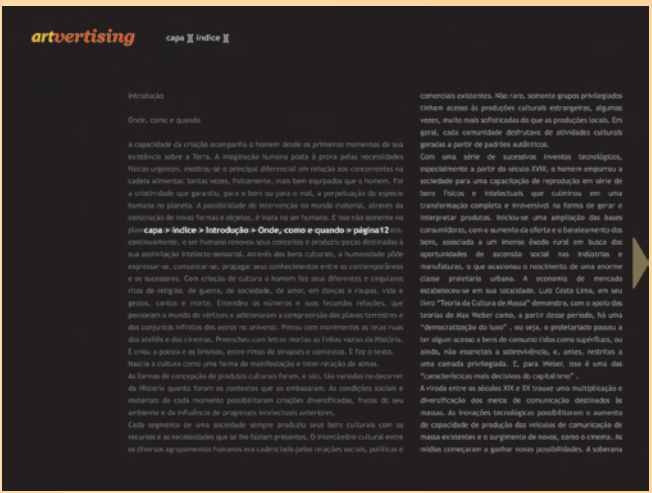 artvertising
capa ][ índice ][
Introdução
Onde, como e quando
A capacidade da criação acompanha o homem desde os primeiros momentos de sua
existência sobre a Terra. A imaginação humana posta à prova pelas necessidades
físicas urgentes, mostrou-se o principal diferencial em relação aos concorrentes na
cadeia alimentar, tantas vezes, fisicamente, mais bem equipados que o homem. Foi
a criatividade que garantiu, para o bem ou para o mal, a perpetuação da espécie
humana no planeta. A possibilidade de intervenção no mundo material, através da
construção de novas formas e objetos, é inata no ser humano. E isso não somente no
capa > índice > Introdução > Onde, como e quando > página12
continuamente, o ser humano renovou seus conceitos e produziu peças destinadas à
sua assimilação intelecto-sensorial. Através dos bens culturais, a humanidade pôde
expressar-se, comunicar-se, propagar seus conhecimentos entre os contemporâneos
e os sucessores. Com criação de cultura o homem fez seus diferentes e singulares
ritos de religião, de guerra, de sociedade, de amor, em danças e roupas, vida e
gestos, cantos e morte. Entendeu os números e suas fecundas relações, que
povoaram o mundo de vértices e adicionaram a compreensão dos planos terrestres e
dos conjuntos infinitos dos astros no universo. Pintou com movimentos as telas nuas
dos ateliês e dos cinemas. Preencheu com letras mortas as linhas vazias da História.
E criou a poesia e os lirismos, entre rimas de sinapses e contextos. E fez o texto.
Nascia a cultura como uma forma de manifestação e inter-relação de almas.
As formas de concepção de produtos culturais foram, e são, tão variadas no decorrer
da História quanto foram os contextos que as embasaram. As condições sociais e
materiais de cada momento possibilitaram criações diversificadas, frutos do seu
ambiente e da influência de progressos intelectuais anteriores.
Cada segmento de uma sociedade sempre produziu seus bens culturais com os
recursos e as necessidades que se lhe faziam presentes. O intercâmbio cultural entre
os diversos agrupamentos humanos era cadenciado pelas relações sociais, políticas e
comerciais existentes. Não raro, somente grupos privilegiados
tinham acesso às produções culturais estrangeiras, algumas
vezes, muito mais sofisticadas do que as produções locais. Em
geral, cada comunidade desfrutava de atividades culturais
geradas a partir de padrões autênticos.
Com uma série de sucessivos inventos tecnológicos,
especialmente a partir do século XVIII, o homem empurrou a
sociedade para uma capacitação de reprodução em série de
bens físicos e intelectuais que culminou em uma
transformação completa e irreversível na forma de gerar e
interpretar produtos. Iniciou-se uma ampliação das bases
consumidoras, com o aumento da oferta e o barateamento dos
bens, associada a um imenso êxodo rural em busca das
oportunidades de ascensão social nas indústrias e
manufaturas, o que ocasionou o nascimento de uma enorme
classe proletária urbana. A economia de mercado
estabeleceu-se em sua totalidade. Luiz Costa Lima, em seu
livro "Teoria da Cultura de Massa" demonstra, com o apoio das
teorias de Max Weber como, a partir desse período, há uma
"democratização do luxo" , ou seja, o proletariado passou a
ter algum acesso a bens de consumo tidos como supérfluos, ou
ainda, não essenciais a sobrevivência, e, antes, restritos a
uma camada privilegiada. E, para Weber, isso é uma das
"características mais decisivas do capitalismo" .
A virada entre os séculos XIX e XX trouxe uma multiplicação e
diversificação dos meios de comunicação destinados às
massas. As inovações tecnológicas possibilitaram o aumento
de capacidade de produção dos veículos de comunicação de
massa existentes e o surgimento de novos, como o cinema. As
mídias começaram a ganhar novas possibilidades. A soberana